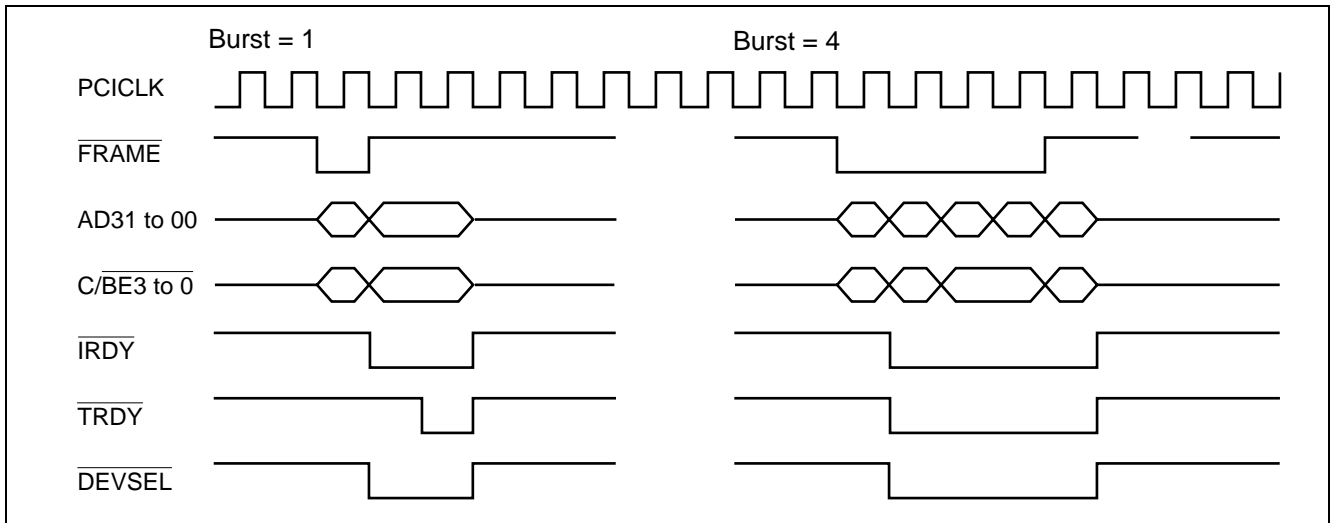 Burst = 1
Burst = 4
PCICLK
FRAME
AD31 to 00
C/BE3 to 0
IRDY
TRDY
DEVSEL